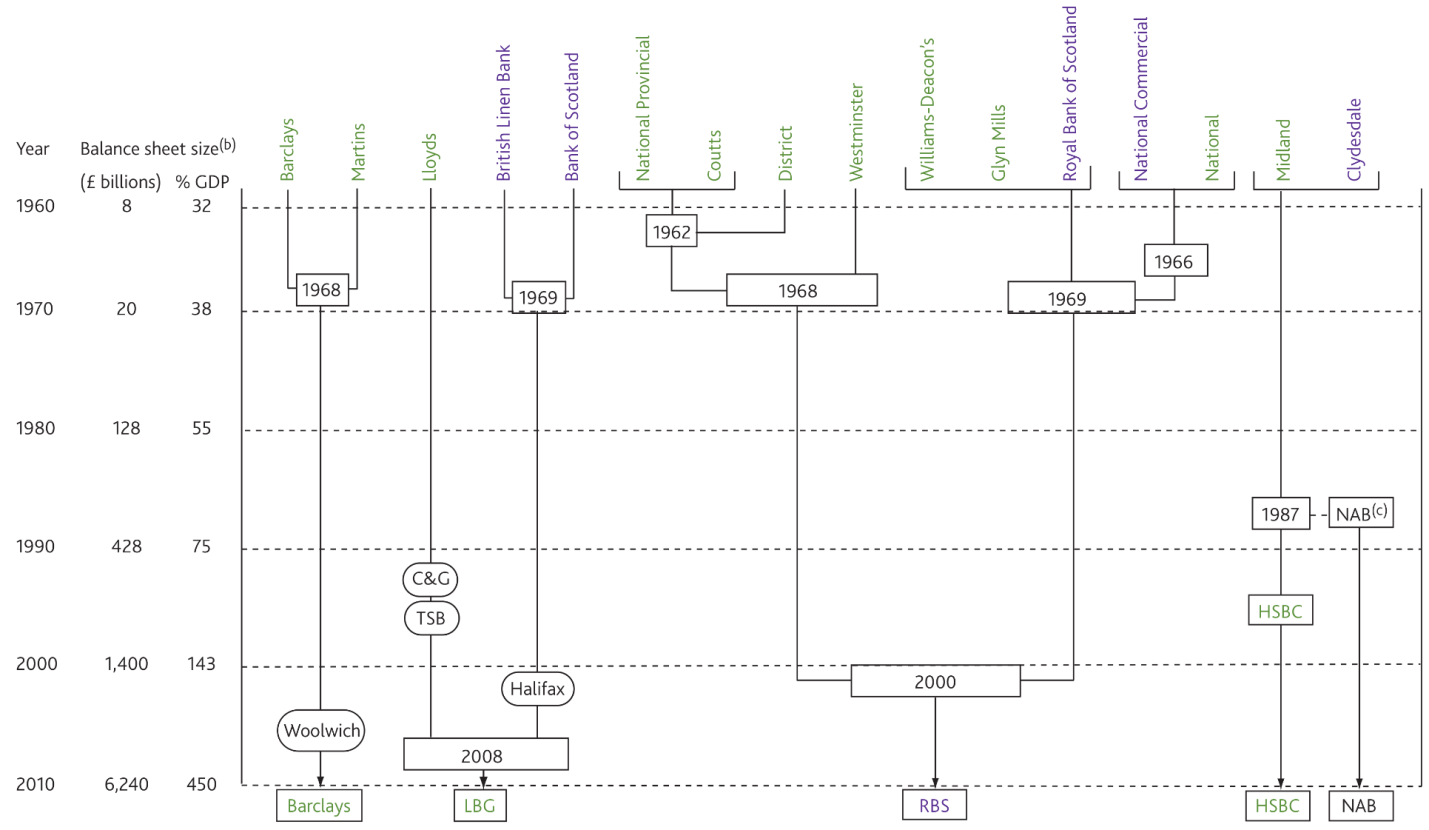 Year
Balance sheet size(b)
(£ billions) % GDP
Barclays
Martins
Lloyds
British Linen Bank
Bank of Scotland
National Provincial
Coutts
District
Westminster
Williams-Deacon's
Glyn Mills
Royal Bank of Scotland
National Commercial
National
Midland
Clydesdale
1960 8 32
1962
1966
1968
1969
1968
1969
1970 20 38
1980 128 55
1987
NAB(c)
1990 428 75
C&G
TSB
HSBC
2000 1,400 143
Halifax
2000
Woolwich
2008
2010 6,240 450
Barclays
LBG
RBS
HSBC
NAB